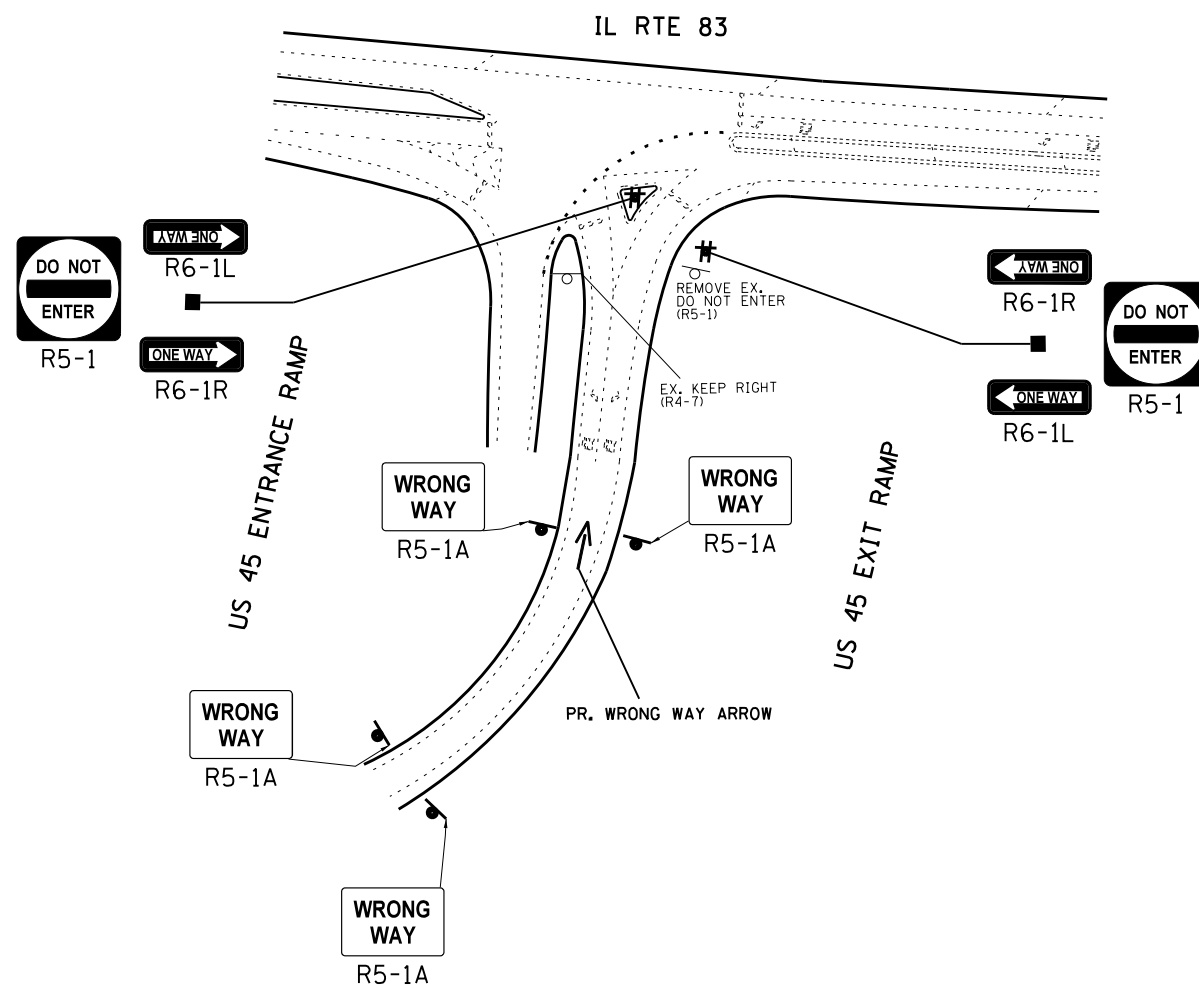 IL RTE 83
ONE WAY
R6-1L
DO NOT
ENTER
R5-1
ONE WAY
R6-1R
US 45 ENTRANCE RAMP
REMOVE EX.
DO NOT ENTER
(R5-1)
EX. KEEP RIGHT
(R4-7)
ONE WAY
R6-1R
DO NOT
ENTER
R5-1
ONE WAY
R6-1L
US 45 EXIT RAMP
WRONG
WAY
R5-1A
WRONG
WAY
R5-1A
PR. WRONG WAY ARROW
WRONG
WAY
R5-1A
WRONG
WAY
R5-1A